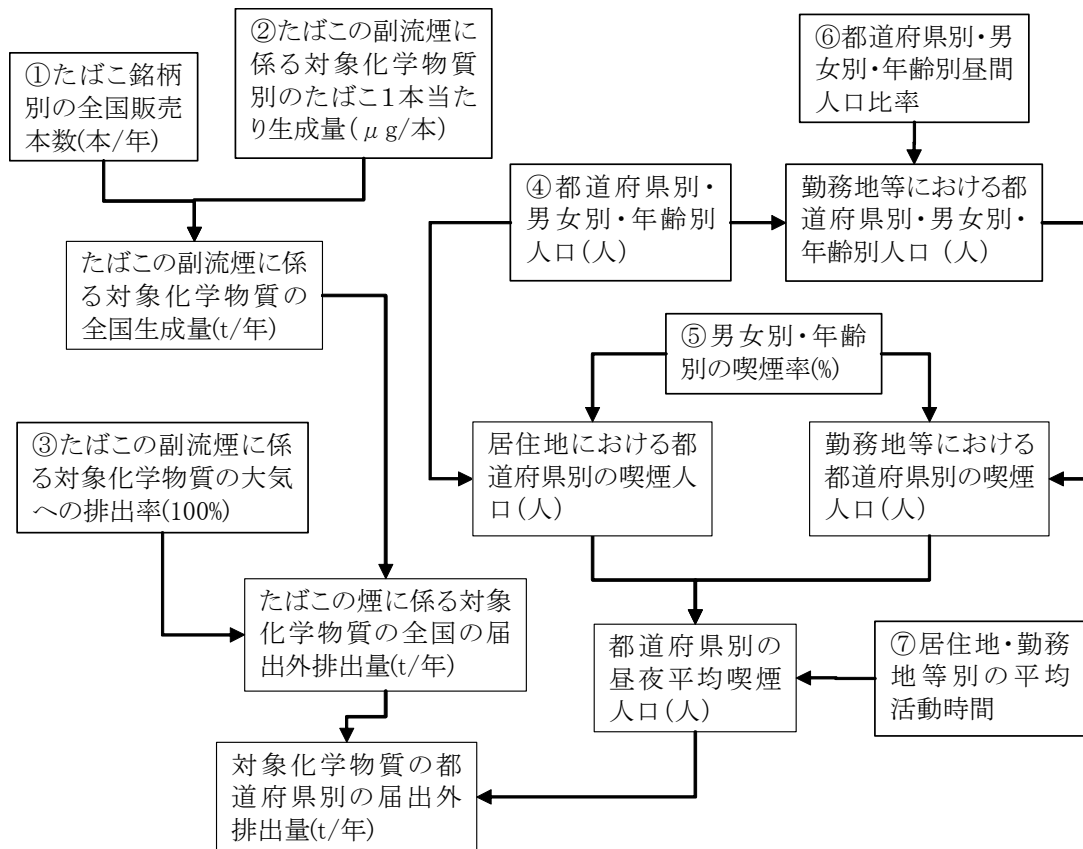 ①たばこ銘柄
別の全国販売
本数(本/年)
②たばこの副流煙に
係る対象化学物質
別のたばこ1本当た
り生成量(μg/本)
⑥都道府県別・男
女別・年齢別昼間
人口比率
④都道府県別・
男女別・年齢別
人口(人)
勤務地等における都
道府県別・男女別・
年齢別人口 (人)
たばこの副流煙に係
る対象化学物質の
全国生成量(t/年)
⑤男女別・年齢
別の喫煙率(%)
③たばこの副流煙に係
る対象化学物質の大気
への排出率(100%)
居住地における都
道府県別の喫煙人
口(人)
勤務地等における
都道府県別の喫煙
人口(人)
たばこの煙に係る対象
化学物質の全国の届
出外排出量(t/年)
都道府県別の
昼夜平均喫煙
人口(人)
⑦居住地・勤務
地等別の平均
活動時間
対象化学物質の都
道府県別の届出外
排出量(t/年)